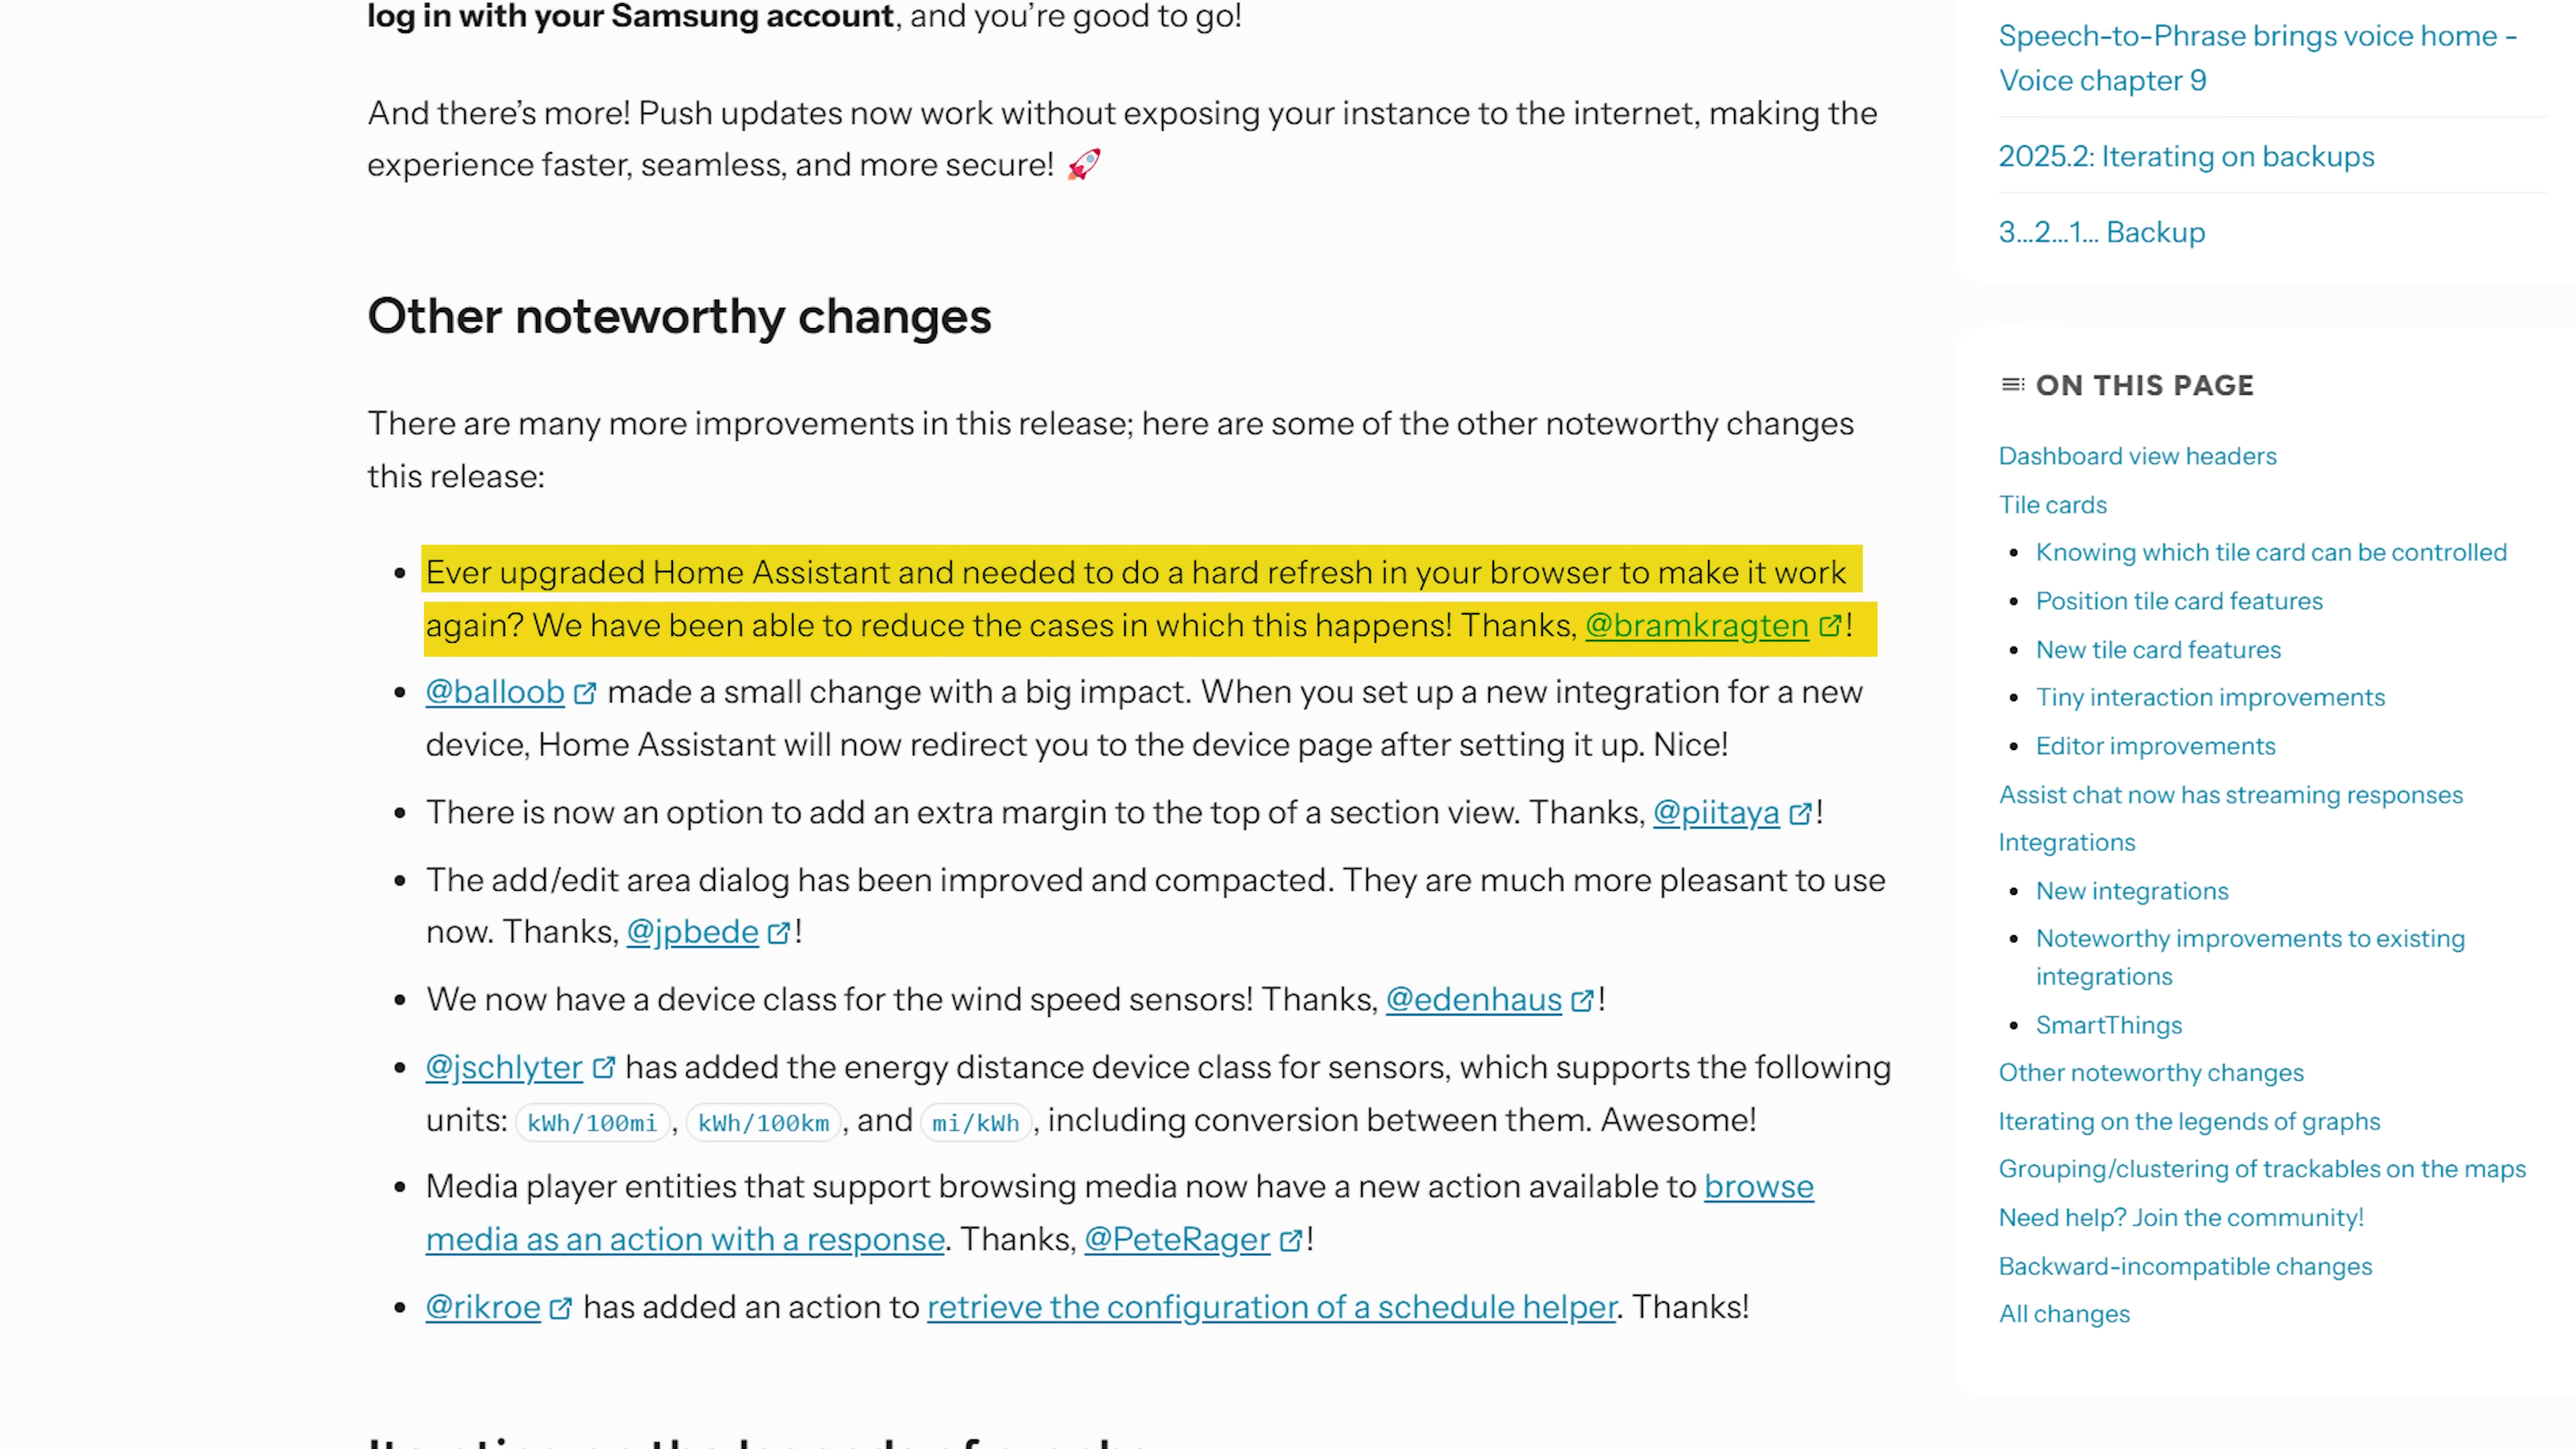 log in with your Samsung account, and you’re good to go!
And there’s more! Push updates now work without exposing your instance to the internet, making the
experience faster, seamless, and more secure! 🚀
Other noteworthy changes
There are many more improvements in this release; here are some of the other noteworthy changes
this release:
• Ever upgraded Home Assistant and needed to do a hard refresh in your browser to make it work
again? We have been able to reduce the cases in which this happens! Thanks, @bramkragten!
• @balloob made a small change with a big impact. When you set up a new integration for a new
device, Home Assistant will now redirect you to the device page after setting it up. Nice!
• There is now an option to add an extra margin to the top of a section view. Thanks, @piitaya!
• The add/edit area dialog has been improved and compacted. They are much more pleasant to use
now. Thanks, @jpbede!
• We now have a device class for the wind speed sensors! Thanks, @edenhaus!
• @jschlyter has added the energy distance device class for sensors, which supports the following
units: kWh/100mi, kWh/100km, and mi/kWh, including conversion between them. Awesome!
• Media player entities that support browsing media now have a new action available to browse
media as an action with a response. Thanks, @PeteRager!
• @rikroe has added an action to retrieve the configuration of a schedule helper. Thanks!
Speech-to-Phrase brings voice home -
Voice chapter 9
2025.2: Iterating on backups
3...2...1... Backup
ON THIS PAGE
Dashboard view headers
Tile cards
• Knowing which tile card can be controlled
• Position tile card features
• New tile card features
• Tiny interaction improvements
• Editor improvements
Assist chat now has streaming responses
Integrations
• New integrations
• Noteworthy improvements to existing
integrations
• SmartThings
Other noteworthy changes
Iterating on the legends of graphs
Grouping/clustering of trackables on the maps
Need help? Join the community!
Backward-incompatible changes
All changes